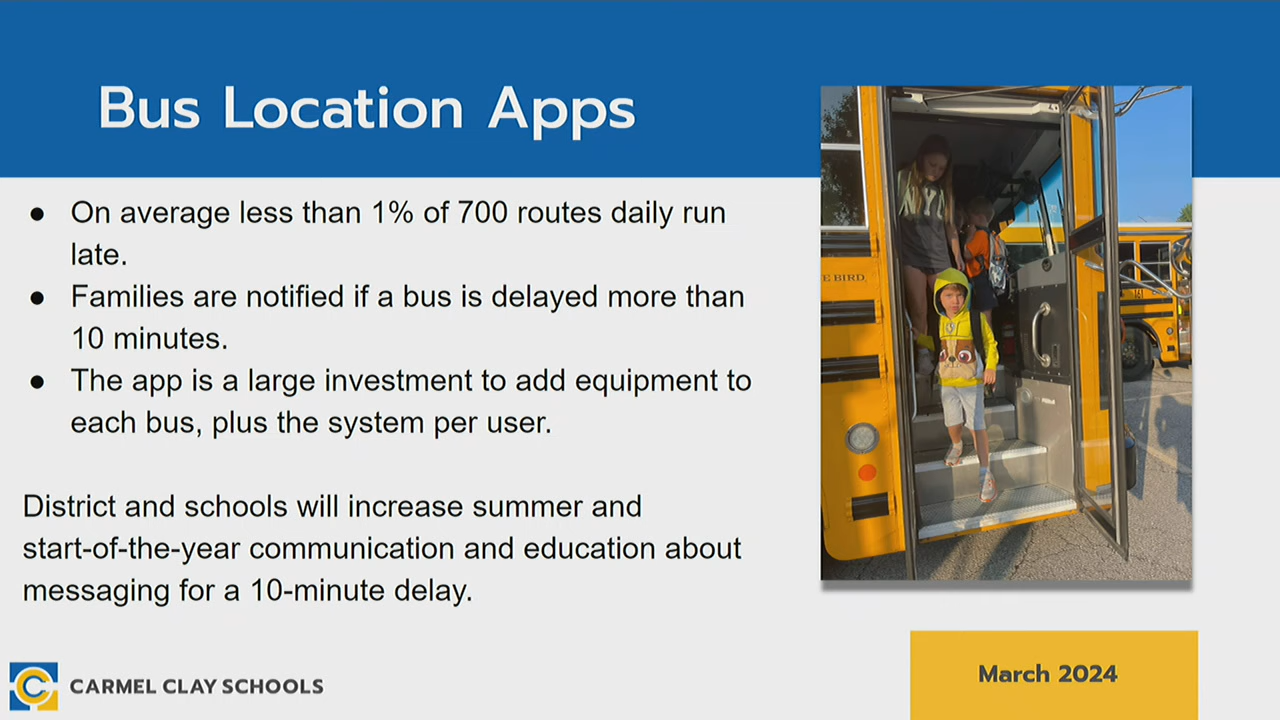 Bus Location Apps
● On average less than 1% of 700 routes daily run
late.
● Families are notified if a bus is delayed more than
10 minutes.
● The app is a large investment to add equipment to
each bus, plus the system per user.
District and schools will increase summer and
start-of-the-year communication and education about
messaging for a 10-minute delay.
E BIRD
CARMEL CLAY SCHOOLS
March 2024